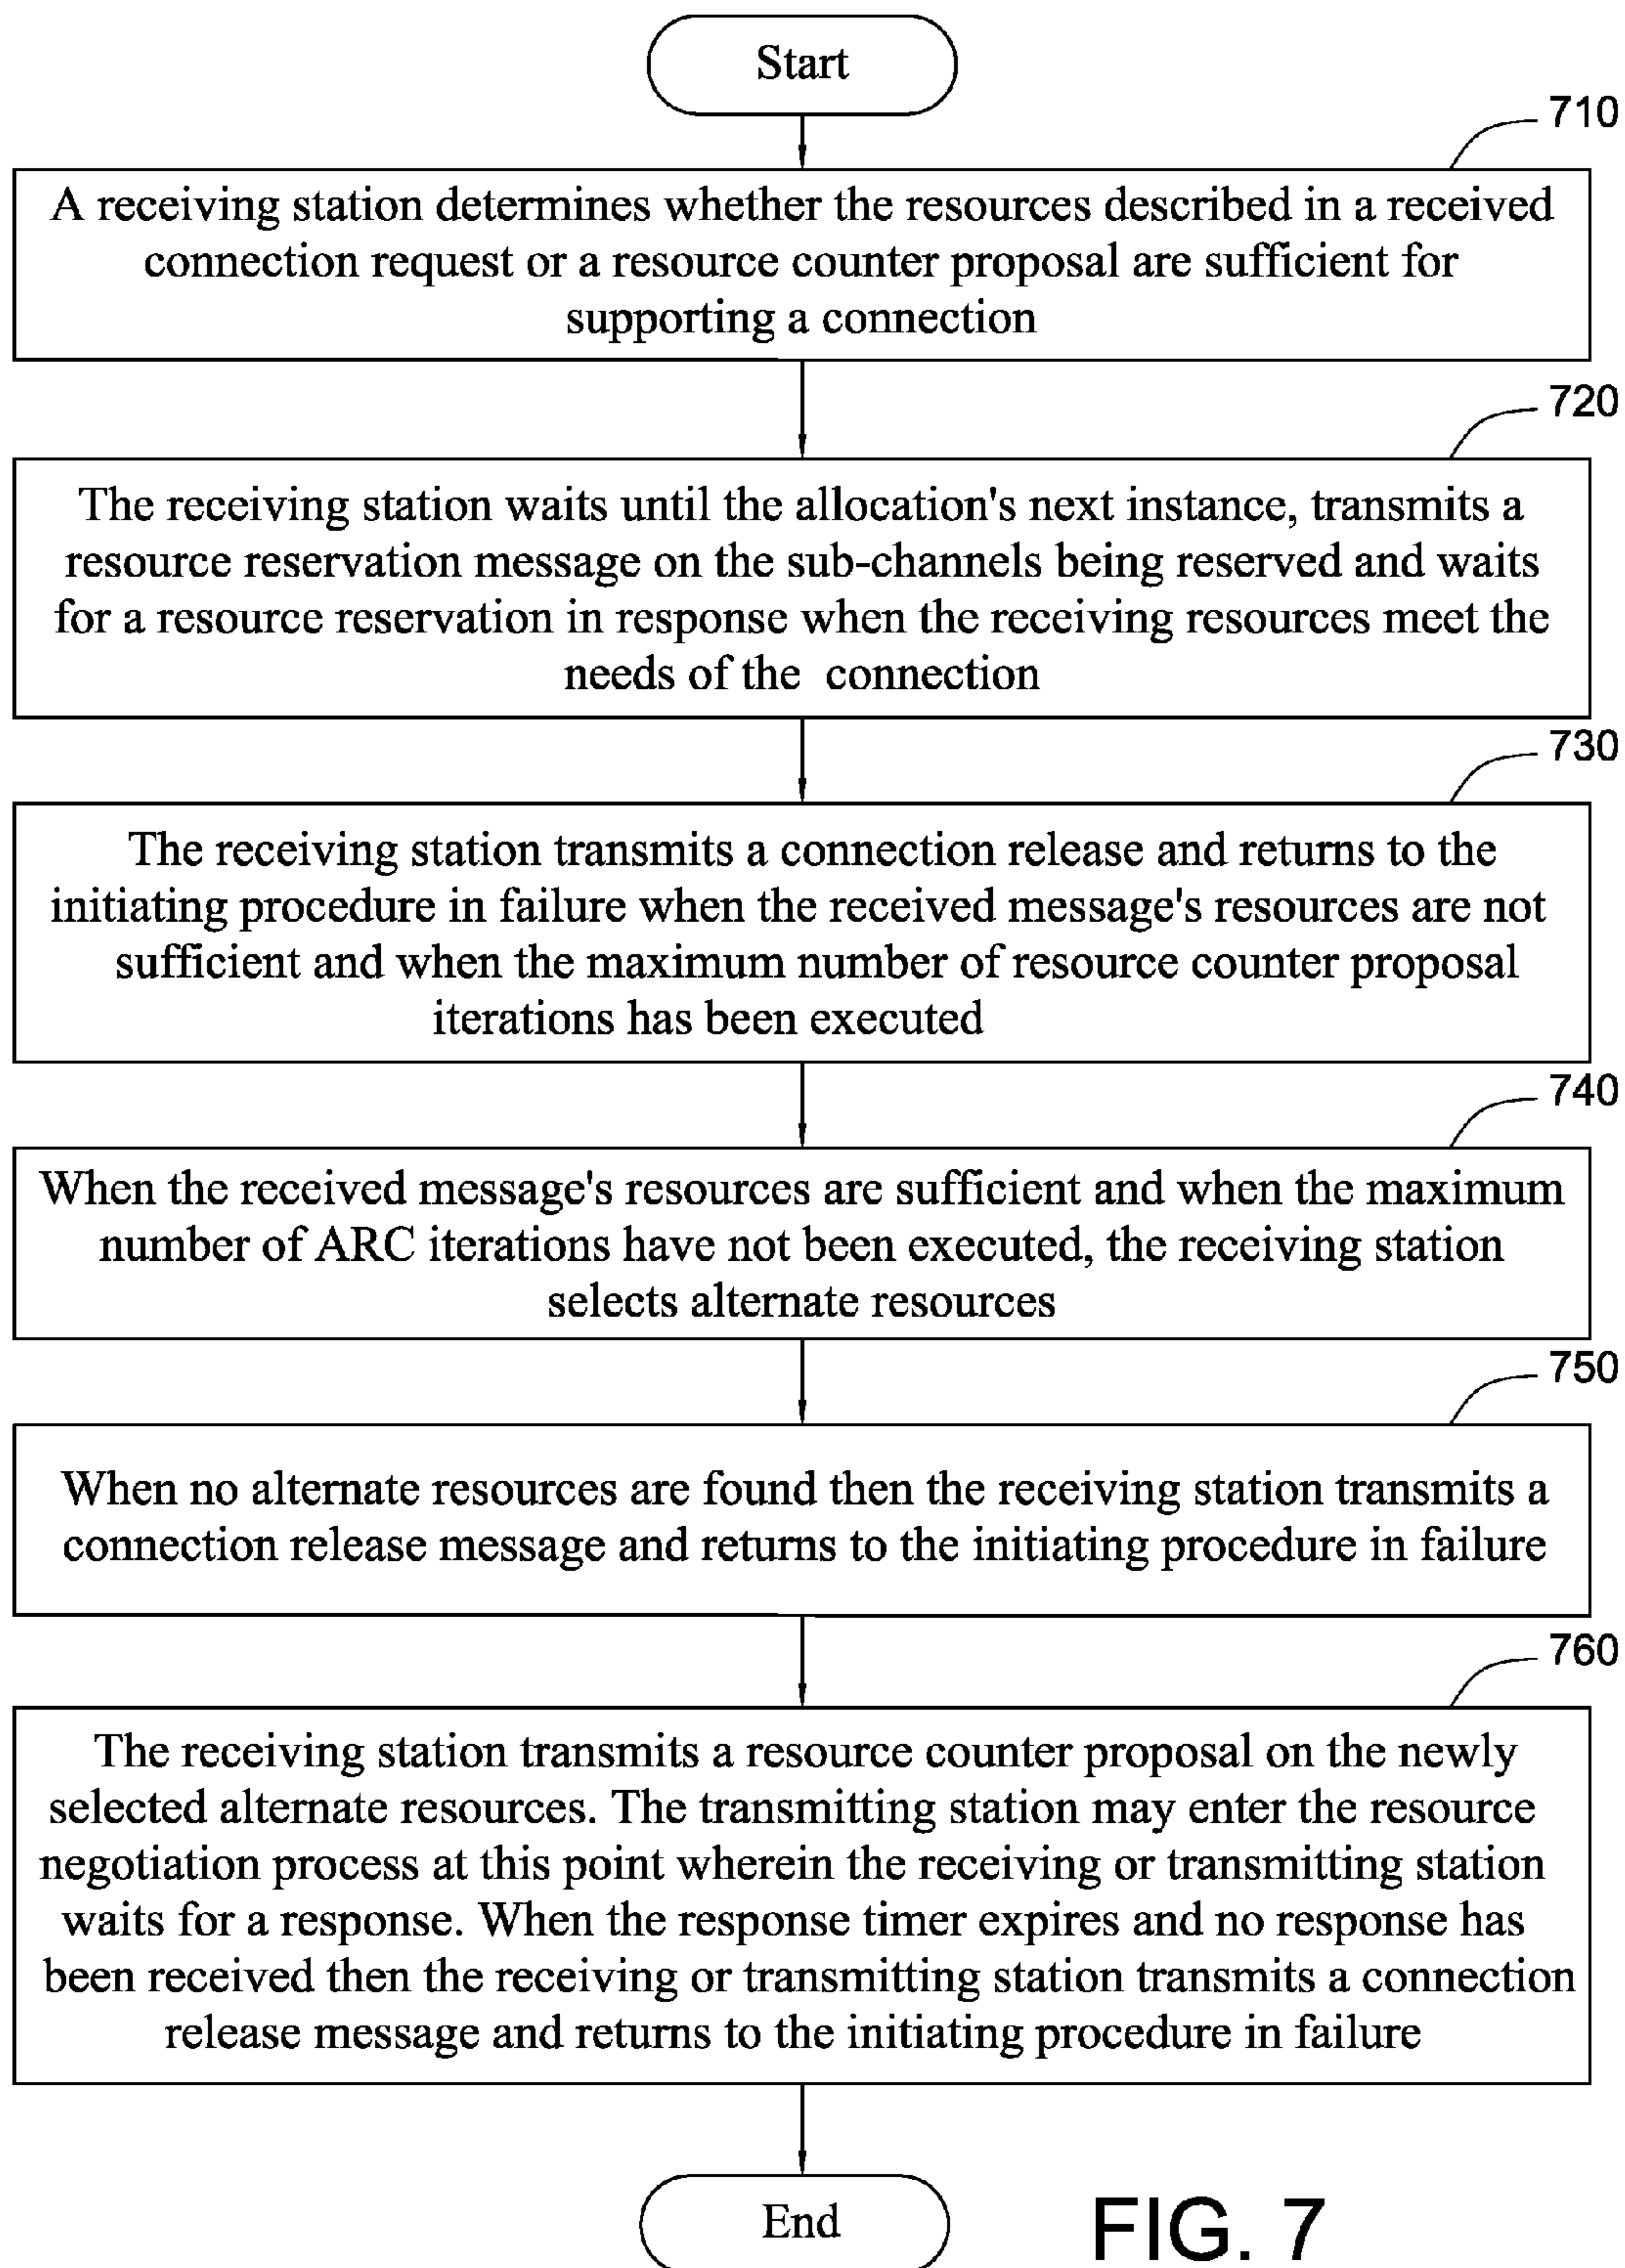 Start
710
A receiving station determines whether the resources described in a received
connection request or a resource counter proposal are sufficient for
supporting a connection
720
The receiving station waits until the allocation's next instance, transmits a
resource reservation message on the sub-channels being reserved and waits
for a resource reservation in response when the receiving resources meet the
needs of the connection
730
The receiving station transmits a connection release and returns to the
initiating procedure in failure when the received message's resources are not
sufficient and when the maximum number of resource counter proposal
iterations has been executed
740
When the received message's resources are sufficient and when the maximum
number of ARC iterations have not been executed, the receiving station
selects alternate resources
750
When no alternate resources are found then the receiving station transmits a
connection release message and returns to the initiating procedure in failure
760
The receiving station transmits a resource counter proposal on the newly
selected alternate resources. The transmitting station may enter the resource
negotiation process at this point wherein the receiving or transmitting station
waits for a response. When the response timer expires and no response has
been received then the receiving or transmitting station transmits a connection
release message and returns to the initiating procedure in failure
End
FIG. 7